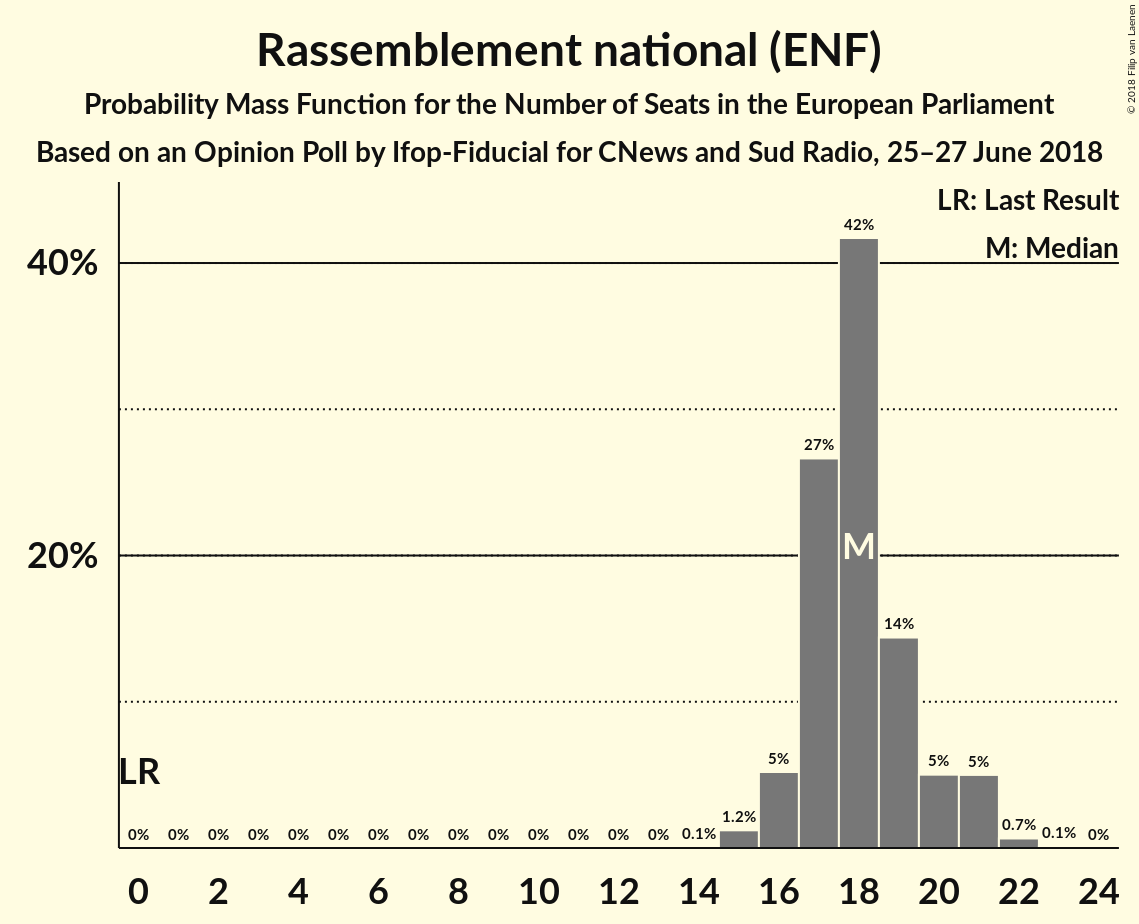 Rassemblement national (ENF)
Probability Mass Function for the Number of Seats in the European Parliament
Based on an Opinion Poll by Ifop-Fiducial for CNews and Sud Radio, 25–27 June 2018
© 2018 Filip van Laenen
LR: Last Result
M: Median
40%
20%
42%
27%
M
14%
5%
5%
5%
LR
0% 0% 0% 0% 0% 0% 0% 0% 0% 0% 0% 0% 0% 0% 0.1% 1.2% 0.7% 0.1% 0%
0 2 4 6 8 10 12 14 16 18 20 22 24